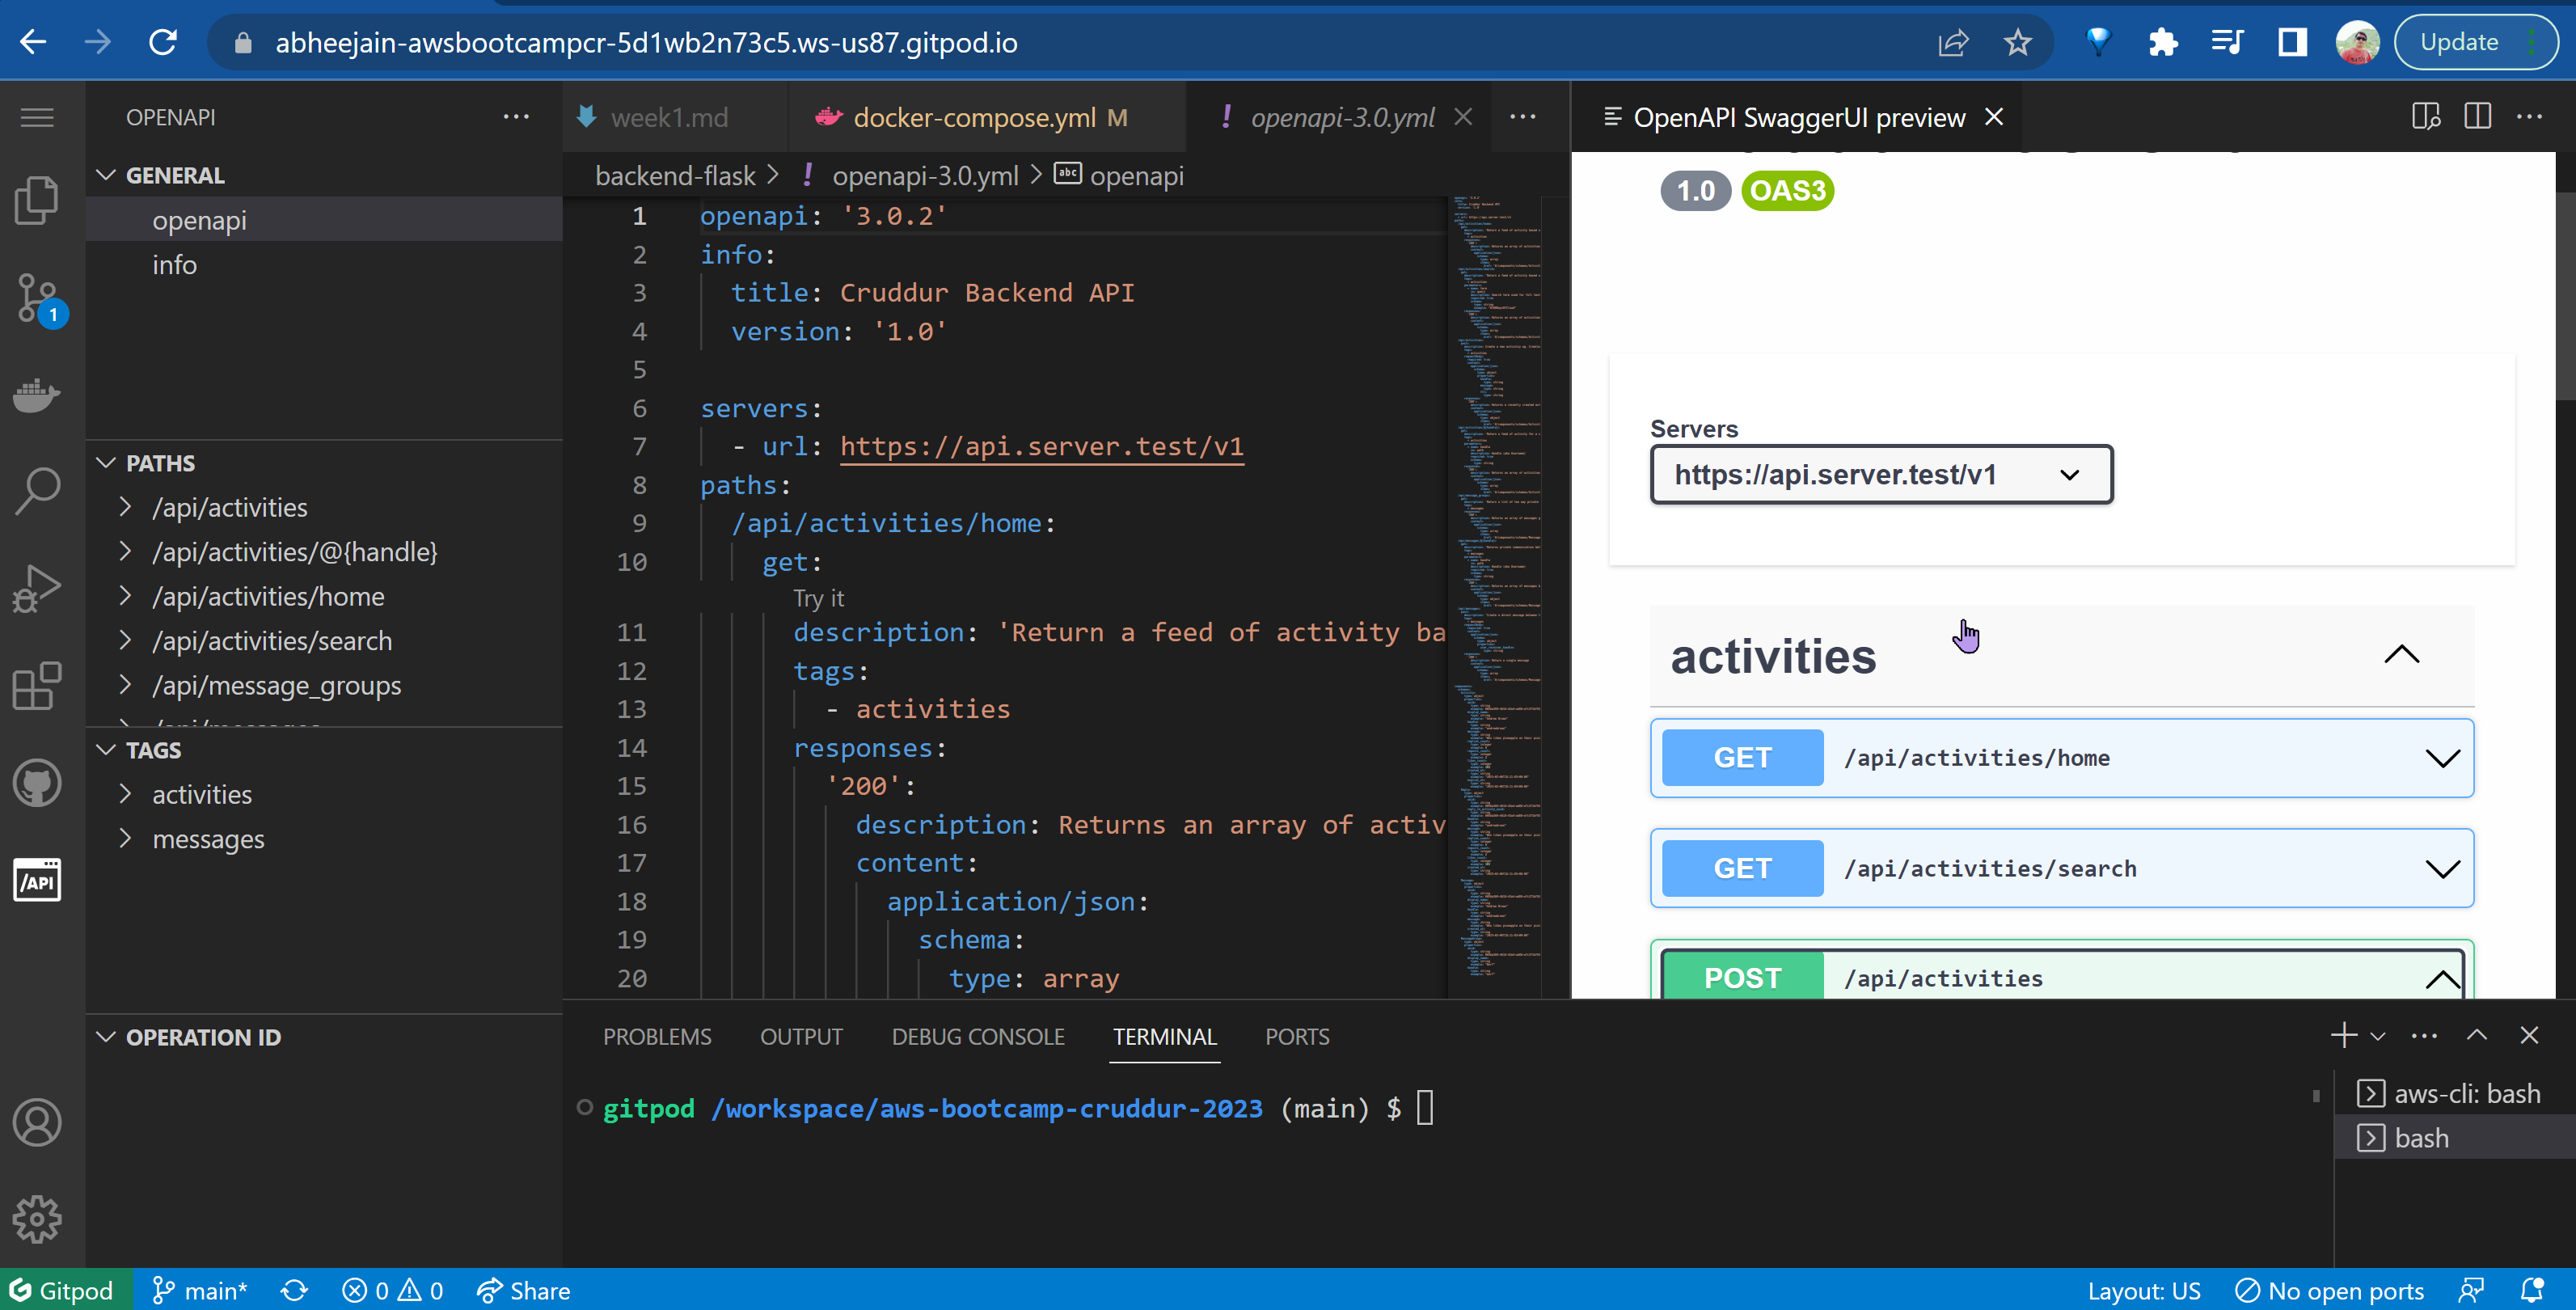 abheejain-awsbootcampcr-5d1wb2n73c5.ws-us87.gitpod.io
Update
OPENAPI
GENERAL
openapi
info
PATHS
/api/activities
/api/activities/@{handle}
/api/activities/home
/api/activities/search
/api/message_groups
TAGS
activities
messages
OPERATION ID
1
/API
week1.md
docker-compose.yml M
! openapi-3.0.yml
backend-flask > ! openapi-3.0.yml > abc openapi
1 openapi: '3.0.2'
2 info:
3 title: Cruddur Backend API
4 version: '1.0'
5
6 servers:
7 - url: https://api.server.test/v1
8 paths:
9 /api/activities/home:
10 get:
Try it
11 description: 'Return a feed of activity ba
12 tags:
13 - activities
14 responses:
15 '200':
16 description: Returns an array of activ
17 content:
18 application/json:
19 schema:
20 type: array
OpenAPI SwaggerUI preview
1.0 OAS3
Servers
https://api.server.test/v1
activities
GET /api/activities/home
GET /api/activities/search
POST /api/activities
PROBLEMS OUTPUT DEBUG CONSOLE TERMINAL PORTS
gitpod /workspace/aws-bootcamp-cruddur-2023 (main) $
aws-cli: bash
bash
Gitpod main* 0 0 Share
Layout: US No open ports